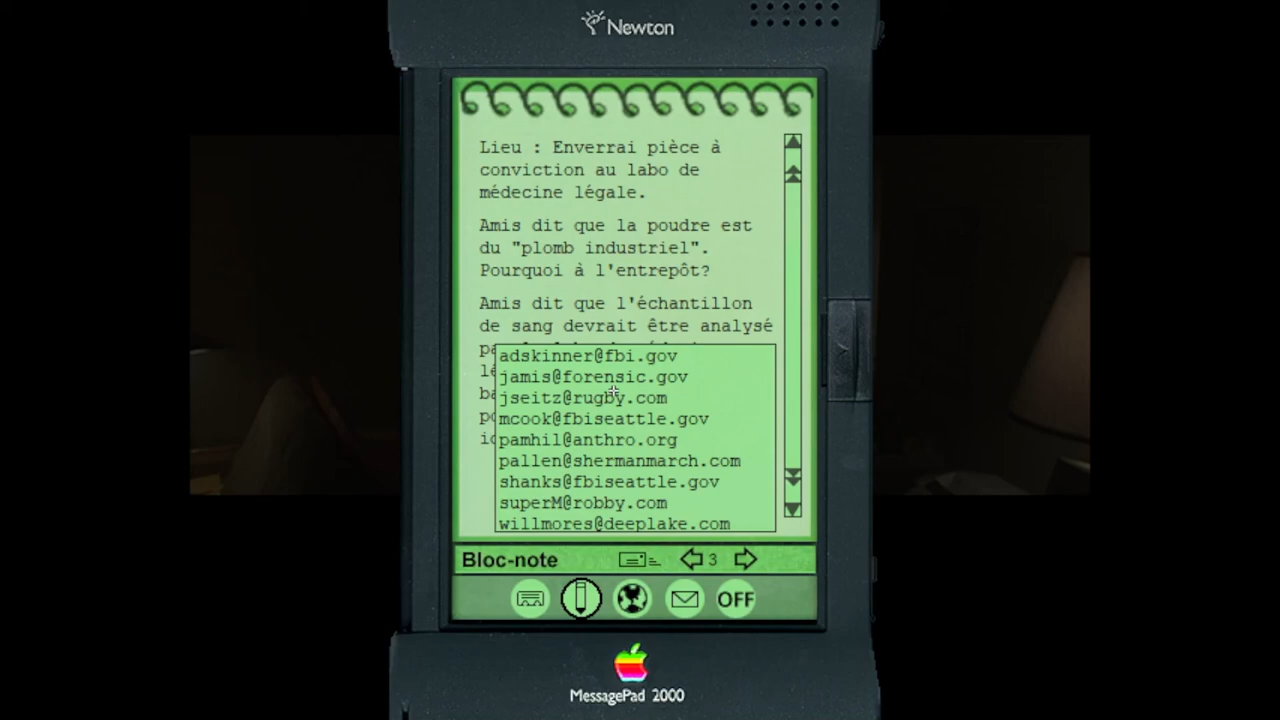 Newton
Lieu : Enverrai pièce à
conviction au labo de
médecine légale.
Amis dit que la poudre est
du "plomb industriel".
Pourquoi à l'entrepôt?
Amis dit que l'échantillon
de sang devrait être analysé
adskinner@fbi.gov
jamis@forensic.gov
jseitz@rugby.com
mcook@fbiseattle.gov
pamhil@anthro.org
pallen@shermanmarch.com
shanks@fbiseattle.gov
superM@robby.com
willmores@deeplake.com
Bloc-note 3
OFF
MessagePad 2000